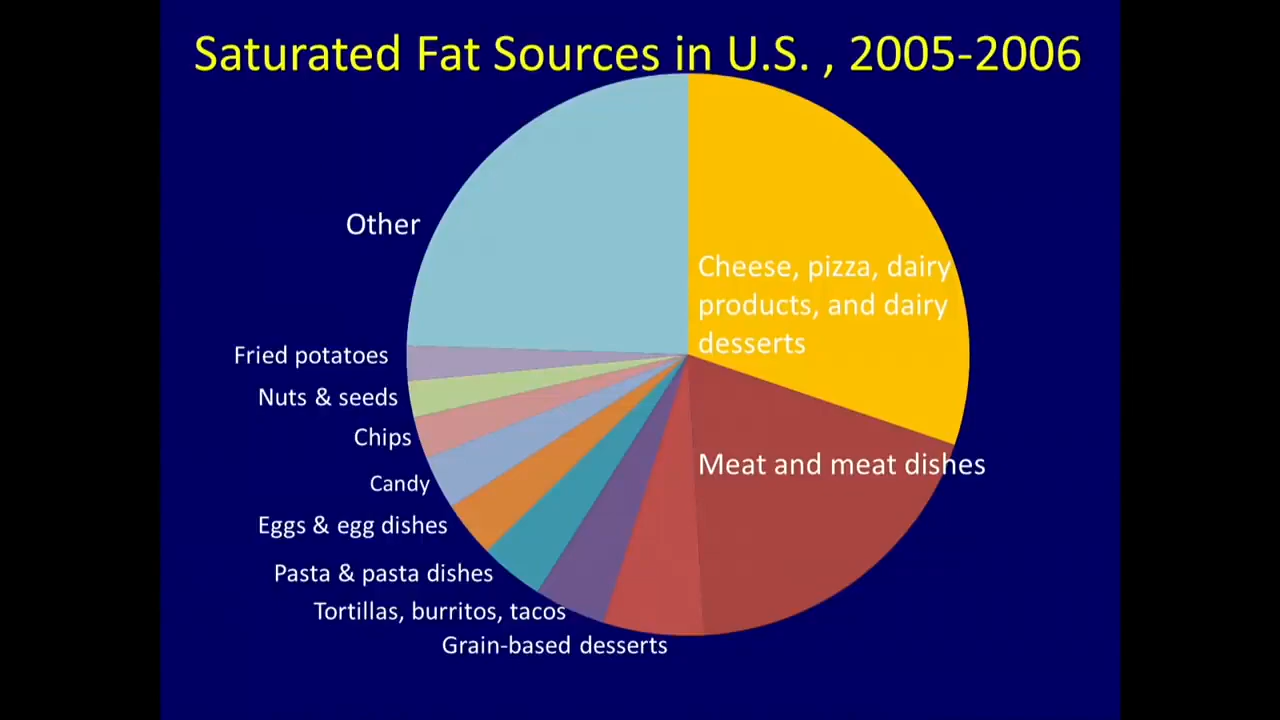 Saturated Fat Sources in U.S. , 2005-2006
Other
Cheese, pizza, dairy
products, and dairy
desserts
Fried potatoes
Nuts & seeds
Chips
Meat and meat dishes
Candy
Eggs & egg dishes
Pasta & pasta dishes
Tortillas, burritos, tacos
Grain-based desserts